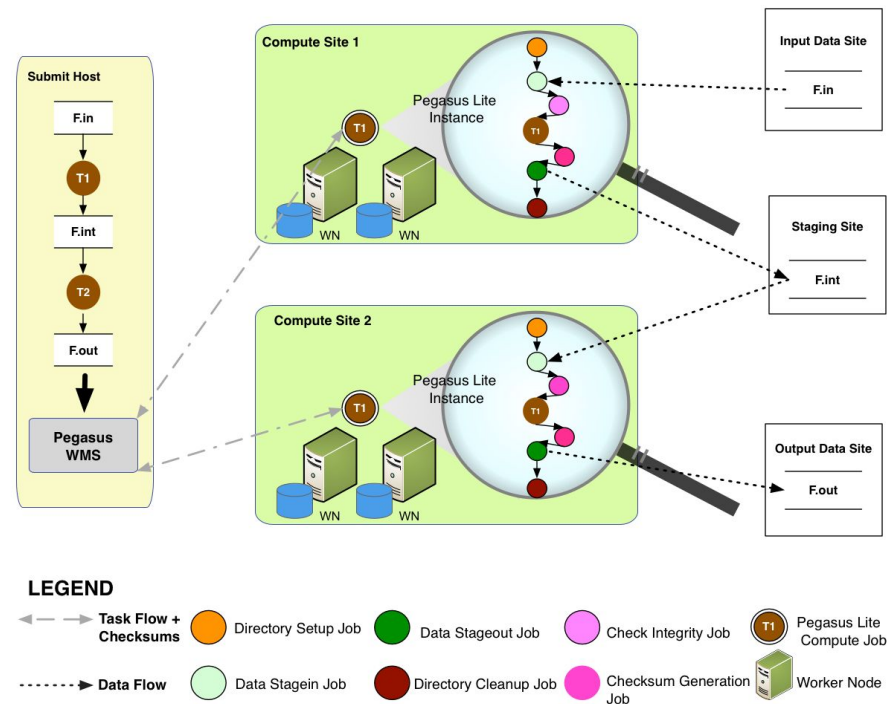 Submit Host
F.in
T1
F.int
T2
F.out
Pegasus
WMS
Compute Site 1
Pegasus Lite
Instance
T1
T1
WN
WN
Compute Site 2
Pegasus Lite
Instance
T1
T1
WN
WN
Input Data Site
F.in
Staging Site
F.int
Output Data Site
F.out
LEGEND
Task Flow +
Checksums
Directory Setup Job
Data Stageout Job
Check Integrity Job
T1
Pegasus Lite
Compute Job
Data Flow
Data Stagein Job
Directory Cleanup Job
Checksum Generation
Job
Worker Node